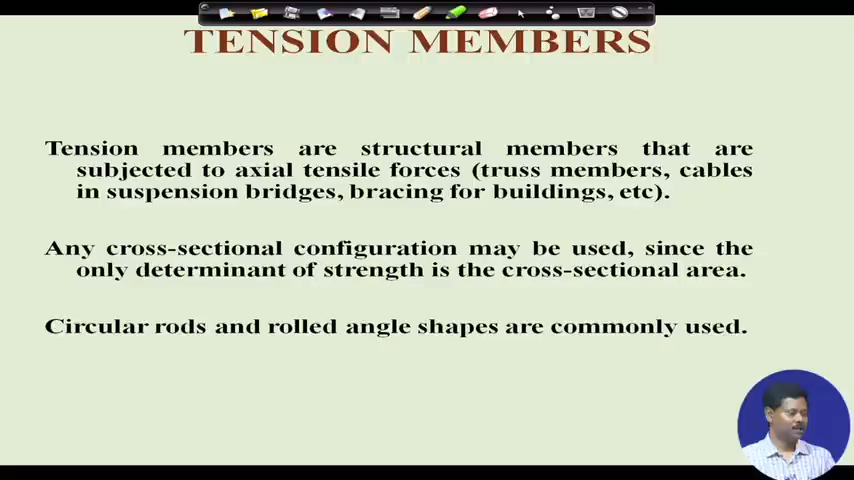 TENSION MEMBERS
Tension members are structural members that are
subjected to axial tensile forces (truss members, cables
in suspension bridges, bracing for buildings, etc).
Any cross-sectional configuration may be used, since the
only determinant of strength is the cross-sectional area.
Circular rods and rolled angle shapes are commonly used.